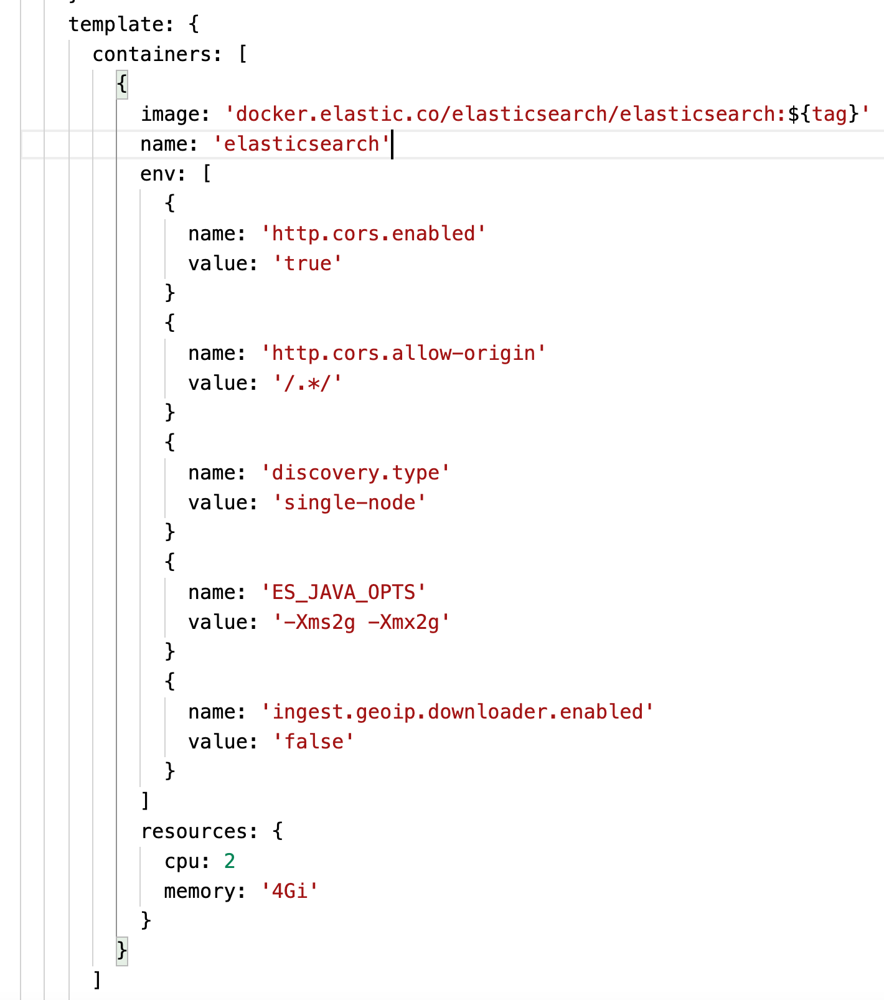 template: {
containers: [
{
image: 'docker.elastic.co/elasticsearch/elasticsearch:${tag}'
name: 'elasticsearch'
env: [
{
name: 'http.cors.enabled'
value: 'true'
}
{
name: 'http.cors.allow-origin'
value: '/.*/'
}
{
name: 'discovery.type'
value: 'single-node'
}
{
name: 'ES_JAVA_OPTS'
value: '-Xms2g -Xmx2g'
}
{
name: 'ingest.geoip.downloader.enabled'
value: 'false'
}
]
resources: {
cpu: 2
memory: '4Gi'
}
}
]